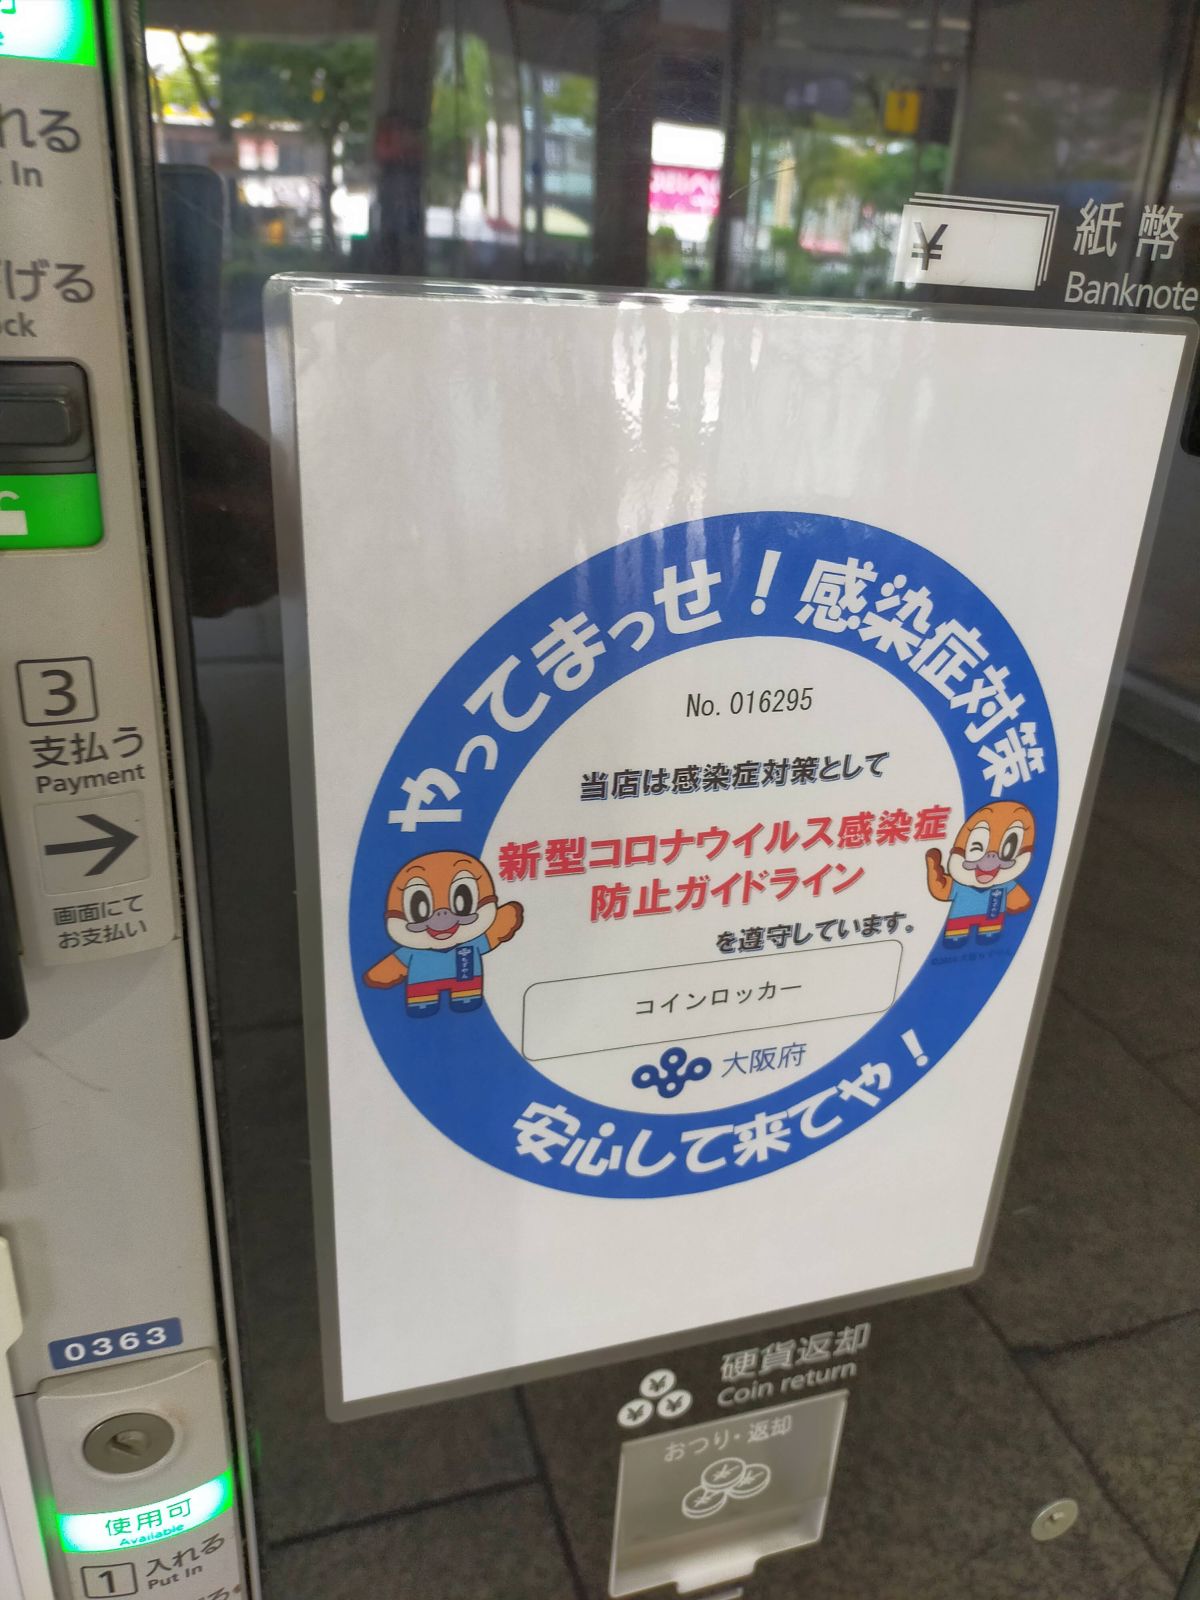 れる
In
げる
ock
¥ 紙幣
Banknote
3
支払う
Payment
→
画面にて
お支払い
やってまっせ！感染症対策
No. 016295
当店は感染症対策として
新型コロナウイルス感染症
防止ガイドライン
を遵守しています。
コインロッカー
大阪府
安心して来てや！
0363
使用可
Available
1 入れる
Put In
硬貨返却
Coin return
おつり・返却